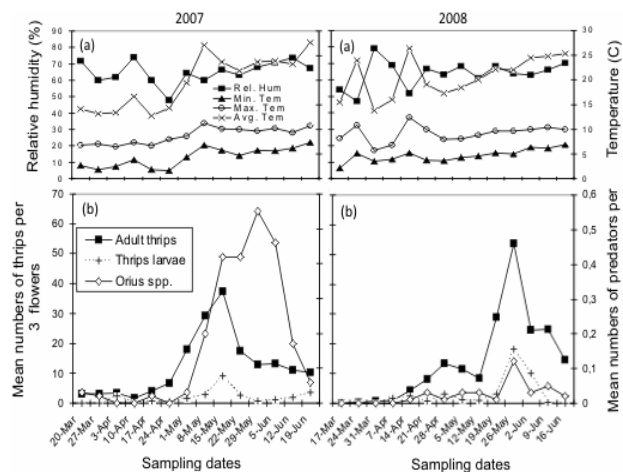 2007
2008
(a)
(a)
Relative humidity (%)
90
80
70
60
50
40
30
20
10
0
Rel. Hum
Min. Tem
Max. Tem
Avg. Tem
30
25
20
15
10
5
0
Temperature (C)
(b)
(b)
Mean numbers of thrips per
3 flowers
70
60
50
40
30
20
10
0
Adult thrips
Thrips larvae
Orius spp.
0,6
0,5
0,4
0,3
0,2
0,1
0
Mean numbers of predators
20-Mar
27-Mar
3-Apr
10-Apr
17-Apr
24-Apr
1-May
8-May
15-May
22-May
29-May
5-Jun
12-Jun
19-Jun
17-Mar
24-Mar
31-Mar
7-Apr
14-Apr
21-Apr
28-Apr
5-May
12-May
19-May
26-May
2-Jun
9-Jun
16-Jun
Sampling dates
Sampling dates